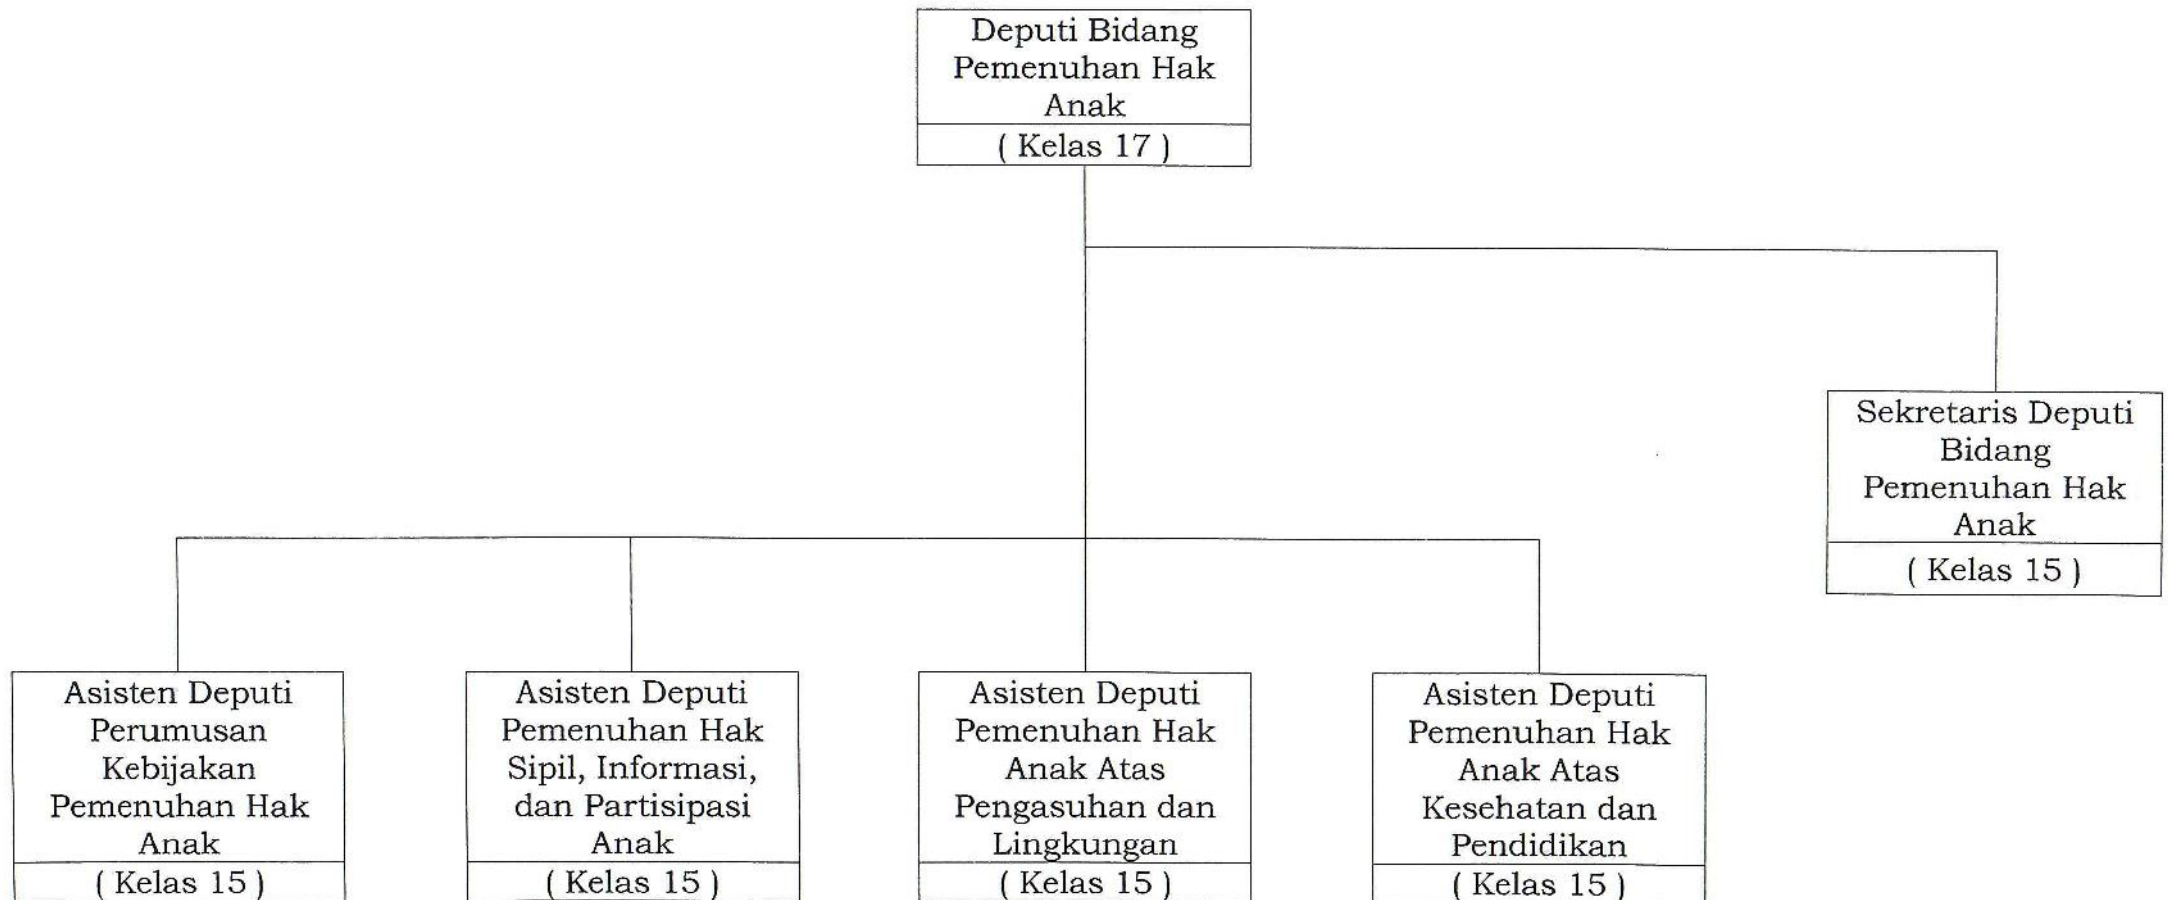 Deputi Bidang
Pemenuhan Hak
Anak
( Kelas 17 )
Sekretaris Deputi
Bidang
Pemenuhan Hak
Anak
( Kelas 15 )
Asisten Deputi
Perumusan
Kebijakan
Pemenuhan Hak
Anak
( Kelas 15 )
Asisten Deputi
Pemenuhan Hak
Sipil, Informasi,
dan Partisipasi
Anak
( Kelas 15 )
Asisten Deputi
Pemenuhan Hak
Anak Atas
Pengasuhan dan
Lingkungan
( Kelas 15 )
Asisten Deputi
Pemenuhan Hak
Anak Atas
Kesehatan dan
Pendidikan
( Kelas 15 )